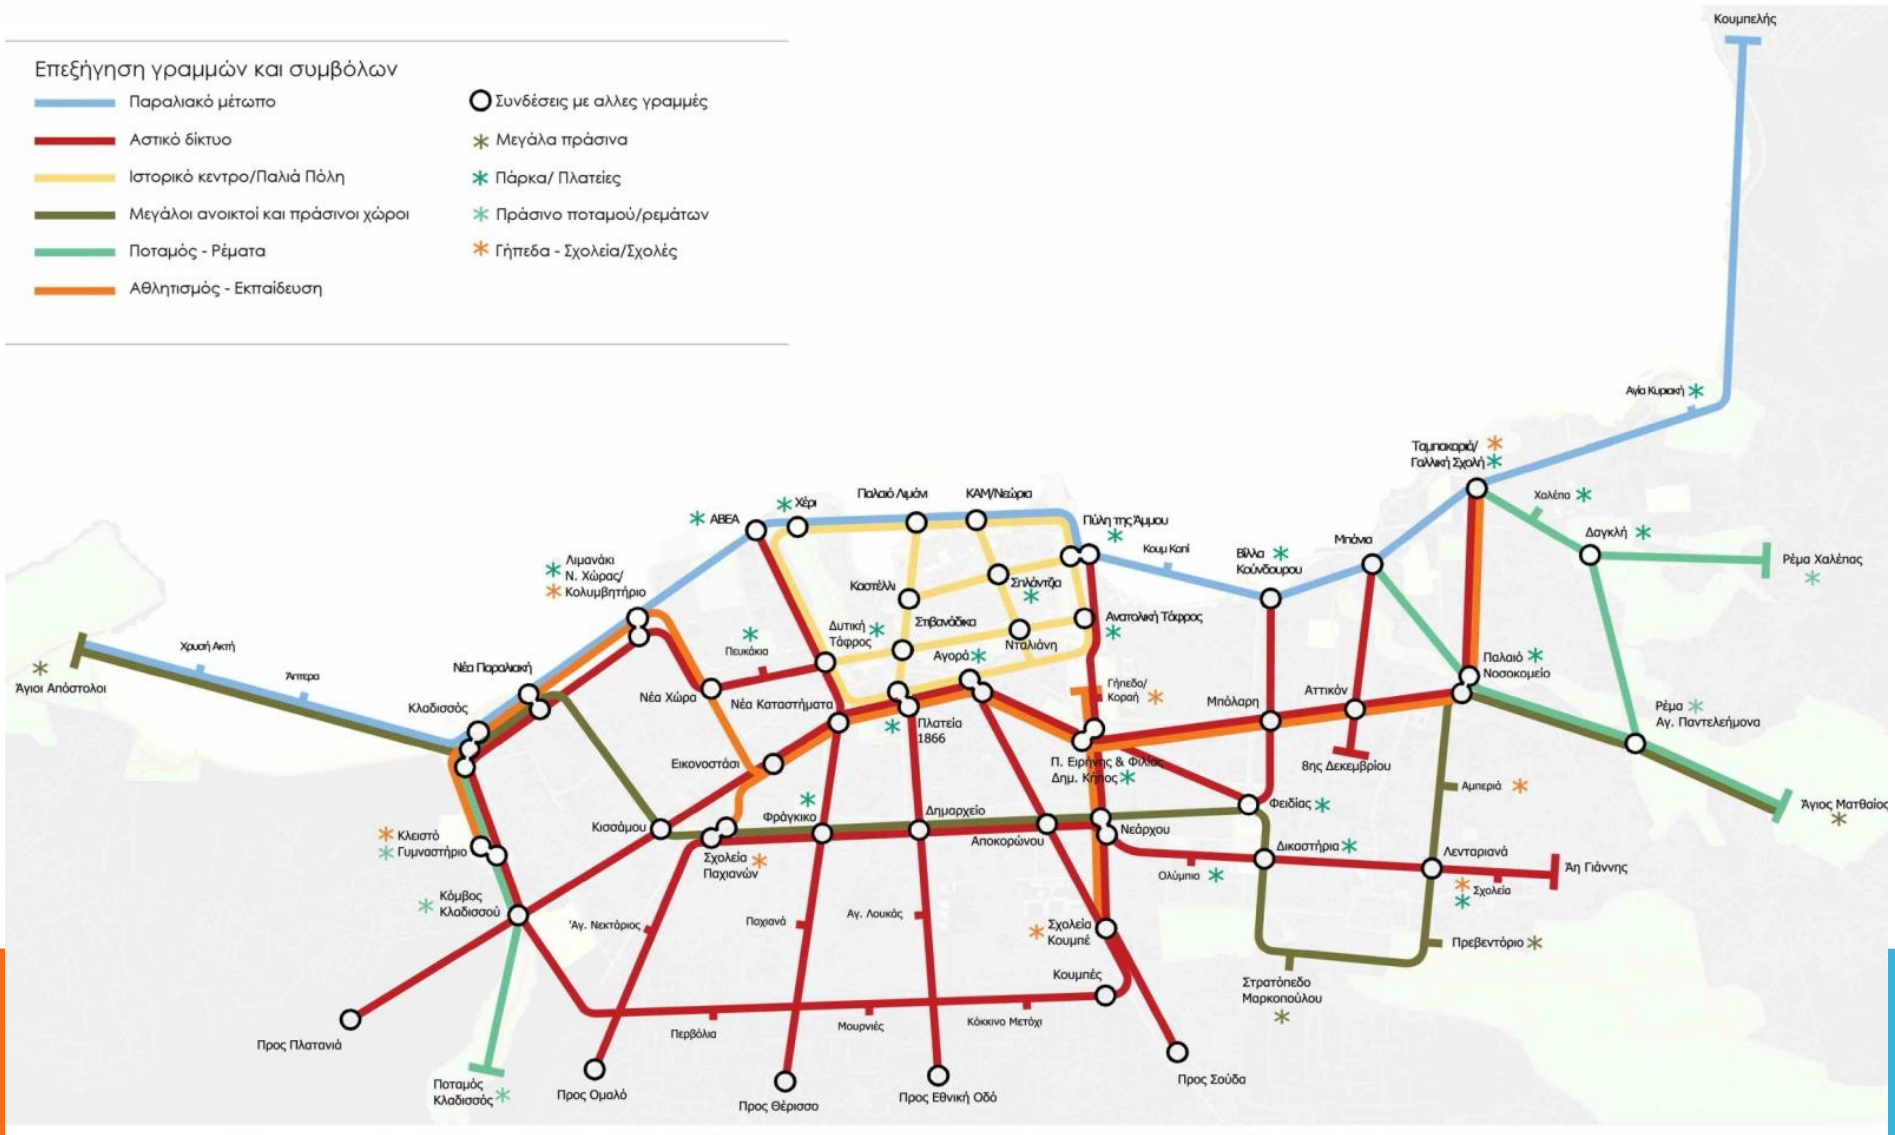 Επεξήγηση γραμμών και συμβόλων
Παραλιακό μέτωπο
Αστικό δίκτυο
Ιστορικό κεντρο/Παλιά Πόλη
Μεγάλοι ανοικτοί και πράσινοι χώροι
Ποταμός - Ρέματα
Αθλητισμός - Εκπαίδευση
Συνδέσεις με αλλες γραμμές
Μεγάλα πράσινα
Πάρκα/ Πλατείες
Πράσινο ποταμού/ρεμάτων
Γήπεδα - Σχολεία/Σχολές
Κουμπελής
Αγία Κυριακή
Ταμπακαριά/
Γαλλική Σχολή
Χαλέπα
Δαγκλή
Ρέμα Χαλέπας
Χέρι
Παλαιό Λιμάνι
ΚΑΜ/Νεώρια
ΑΒΕΑ
Πύλη της Άμμου
Κουμ Καπί
Βίλλα
Κούνδουρου
Μπόνια
Λιμανάκι
Ν. Χώρας/
Κολυμβητήριο
Καστέλλι
Σπλάντζια
Στιβανάδικα
Δυτική
Τάφρος
Ανατολική Τάφρος
Νταλιάνη
Πευκάκια
Αγορά
Χρυσή Ακτή
Άπτερα
Άγιοι Απόστολοι
Νέα Παραλιακή
Κλαδισσός
Νέα Χώρα
Νέα Καταστήματα
Πλατεία
1866
Γήπεδο/
Κοραή
Μπόλαρη
Αττικόν
Παλαιό
Νοσοκομείο
Ρέμα
Αγ. Παντελεήμονα
Εικονοστάσι
Π. Ειρήνης & Φιλίας
Δημ. Κήπος
8ης Δεκεμβρίου
Αμπεριά
Άγιος Ματθαίος
Φράγκικο
Δημαρχείο
Φειδίας
Κισσάμου
Αποκορώνου
Νεάρχου
Κλειστό
Γυμναστήριο
Σχολεία
Παχιανών
Δικαστήρια
Λενταριανά
Άη Γιάννης
Ολύμπια
Σχολεία
Κόμβος
Κλαδισσού
'Αγ. Νεκτάριος
Παχιανά
Αγ. Λουκάς
Σχολεία
Κουμπέ
Πρεβεντόριο
Κουμπές
Στρατόπεδο
Μαρκοπούλου
Περβόλια
Μουρνιές
Κόκκινο Μετόχι
Προς Πλατανιά
Ποταμός
Κλαδισσός
Προς Ομαλό
Προς Θέρισσο
Προς Εθνική Οδό
Προς Σούδα